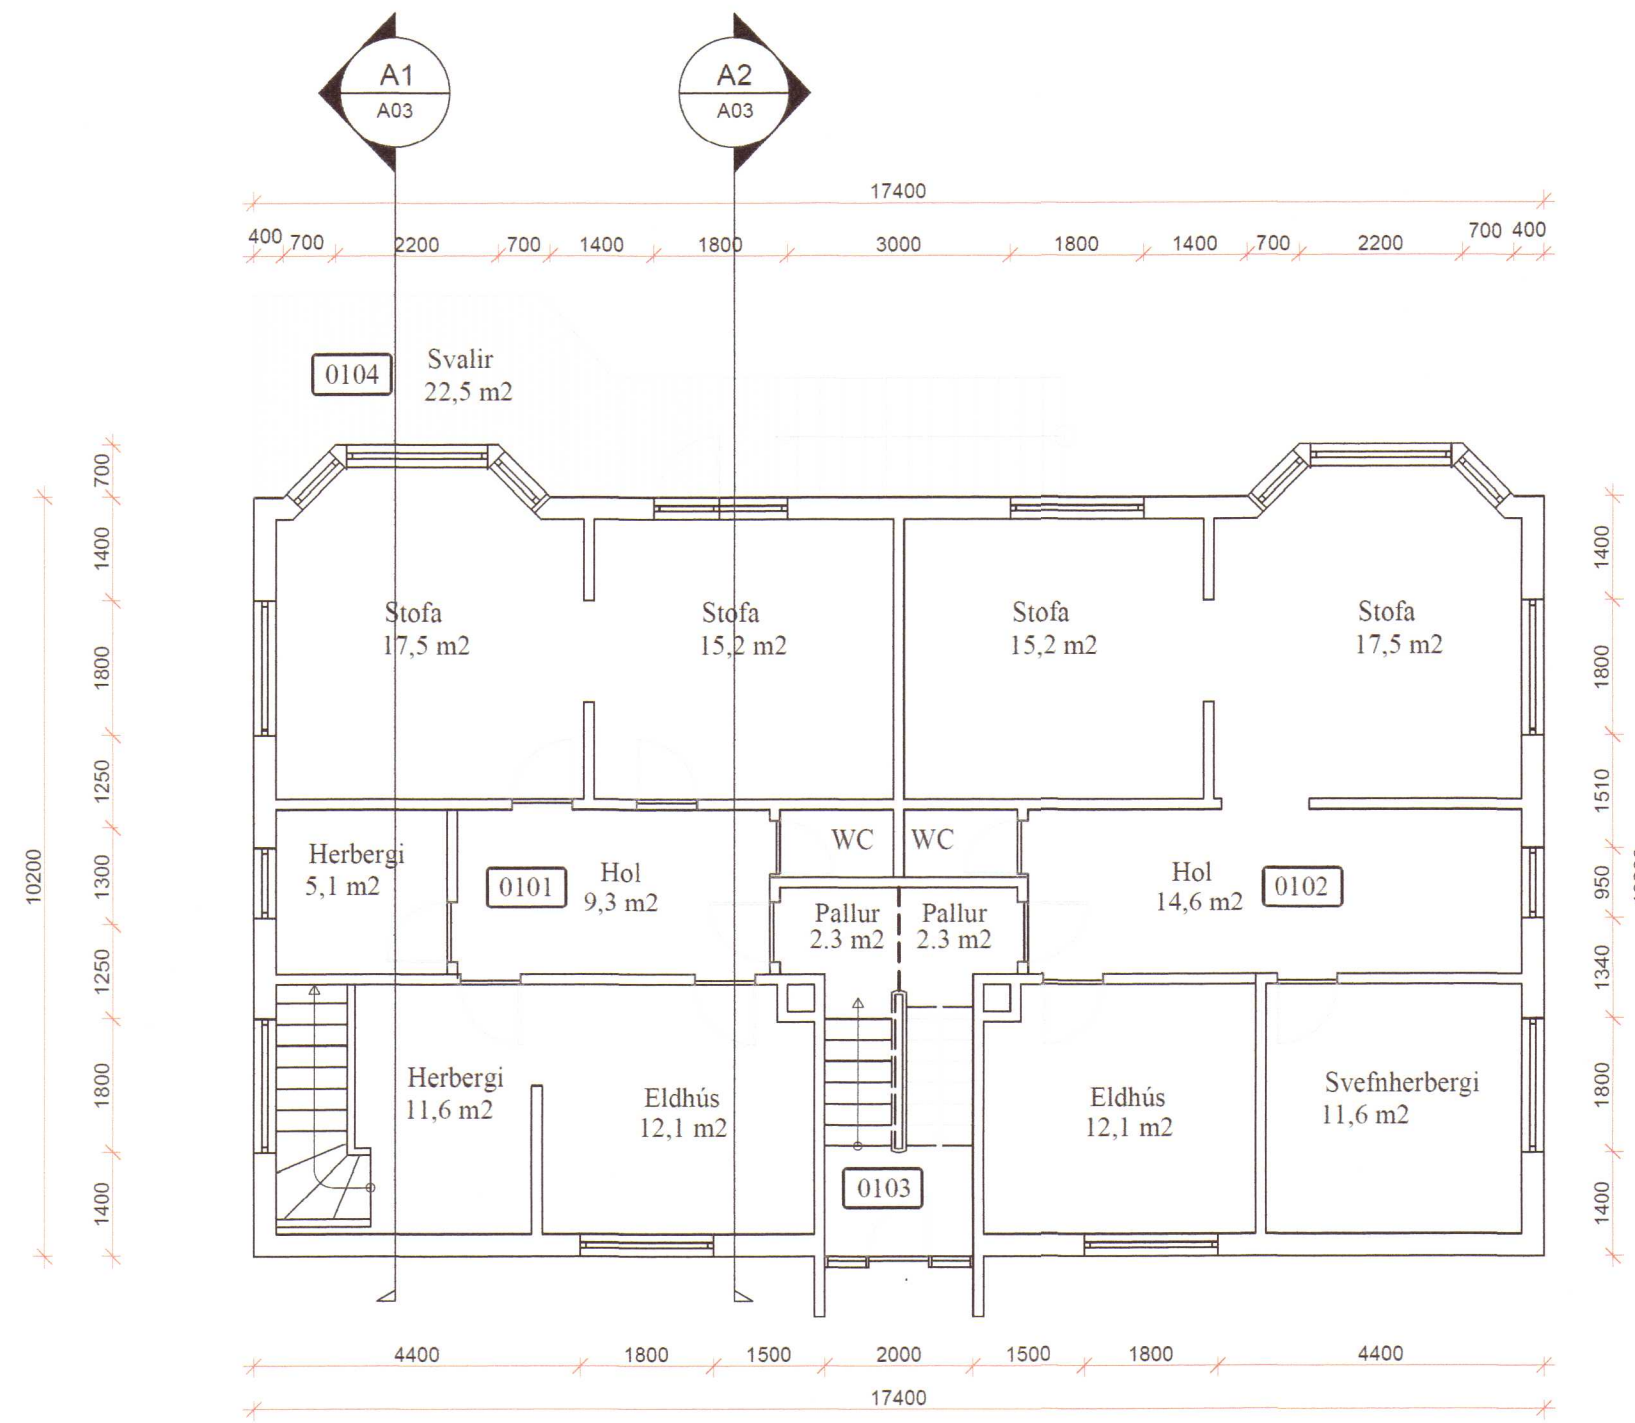 A1
A03
A2
A03
17400
400 700 2200 700 1400 1800 3000 1800 1400 700 2200 700 400
0104
Svalir
22,5 m2
700
1400
1800
1250
1300
1250
1800
1400
10200
1400
1800
1510
950
1340
1800
1400
Stofa
17,5 m2
Stofa
15,2 m2
Stofa
15,2 m2
Stofa
17,5 m2
Herbergi
5,1 m2
0101
Hol
9,3 m2
WC
WC
Hol
14,6 m2
0102
Pallur
2.3 m2
Pallur
2.3 m2
Herbergi
11,6 m2
Eldhús
12,1 m2
0103
Eldhús
12,1 m2
Svefnherbergi
11,6 m2
4400 1800 1500 2000 1500 1800 4400
17400